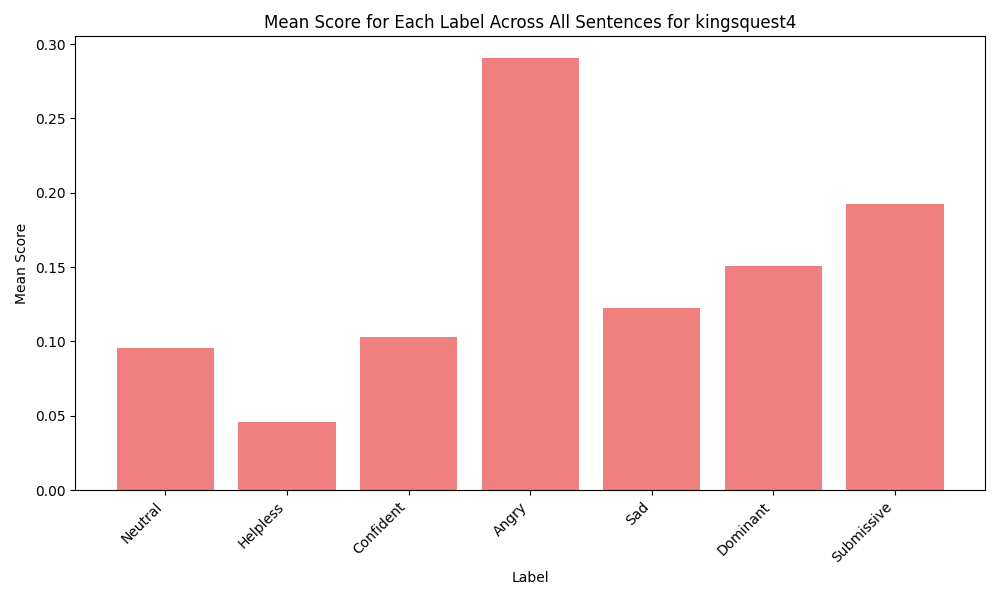 Mean Score for Each Label Across All Sentences for kingsquest4
0.30
0.25
0.20
0.15
0.10
0.05
0.00
Mean Score
Neutral
Helpless
Confident
Angry
Sad
Dominant
Submissive
Label